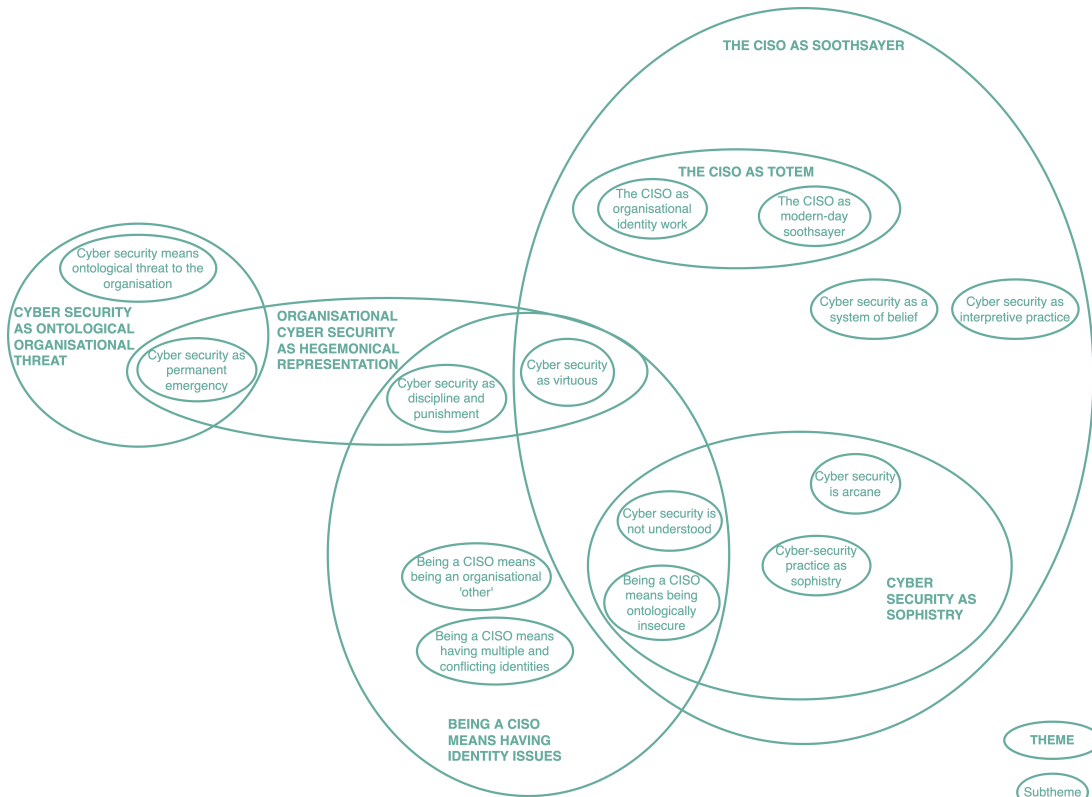 THE CISO AS SOOTHSAYER
THE CISO AS TOTEM
The CISO as
organisational
identity work
The CISO as
modern-day
soothsayer
Cyber security means
ontological threat to the
organisation
CYBER SECURITY
AS ONTOLOGICAL
ORGANISATIONAL
THREAT
Cyber security as
permanent
emergency
ORGANISATIONAL
CYBER SECURITY
AS HEGEMONICAL
REPRESENTATION
Cyber security as
discipline and
punishment
Cyber security
as virtuous
Cyber security as a
system of belief
Cyber security as
interpretive practice
Cyber security
is arcane
Cyber security is
not understood
Cyber-security
practice as
sophistry
Being a CISO
means being
ontologically
insecure
CYBER
SECURITY AS
SOPHISTRY
Being a CISO means
being an organisational
'other'
Being a CISO means
having multiple and
conflicting identities
BEING A CISO
MEANS HAVING
IDENTITY ISSUES
THEME
Subtheme